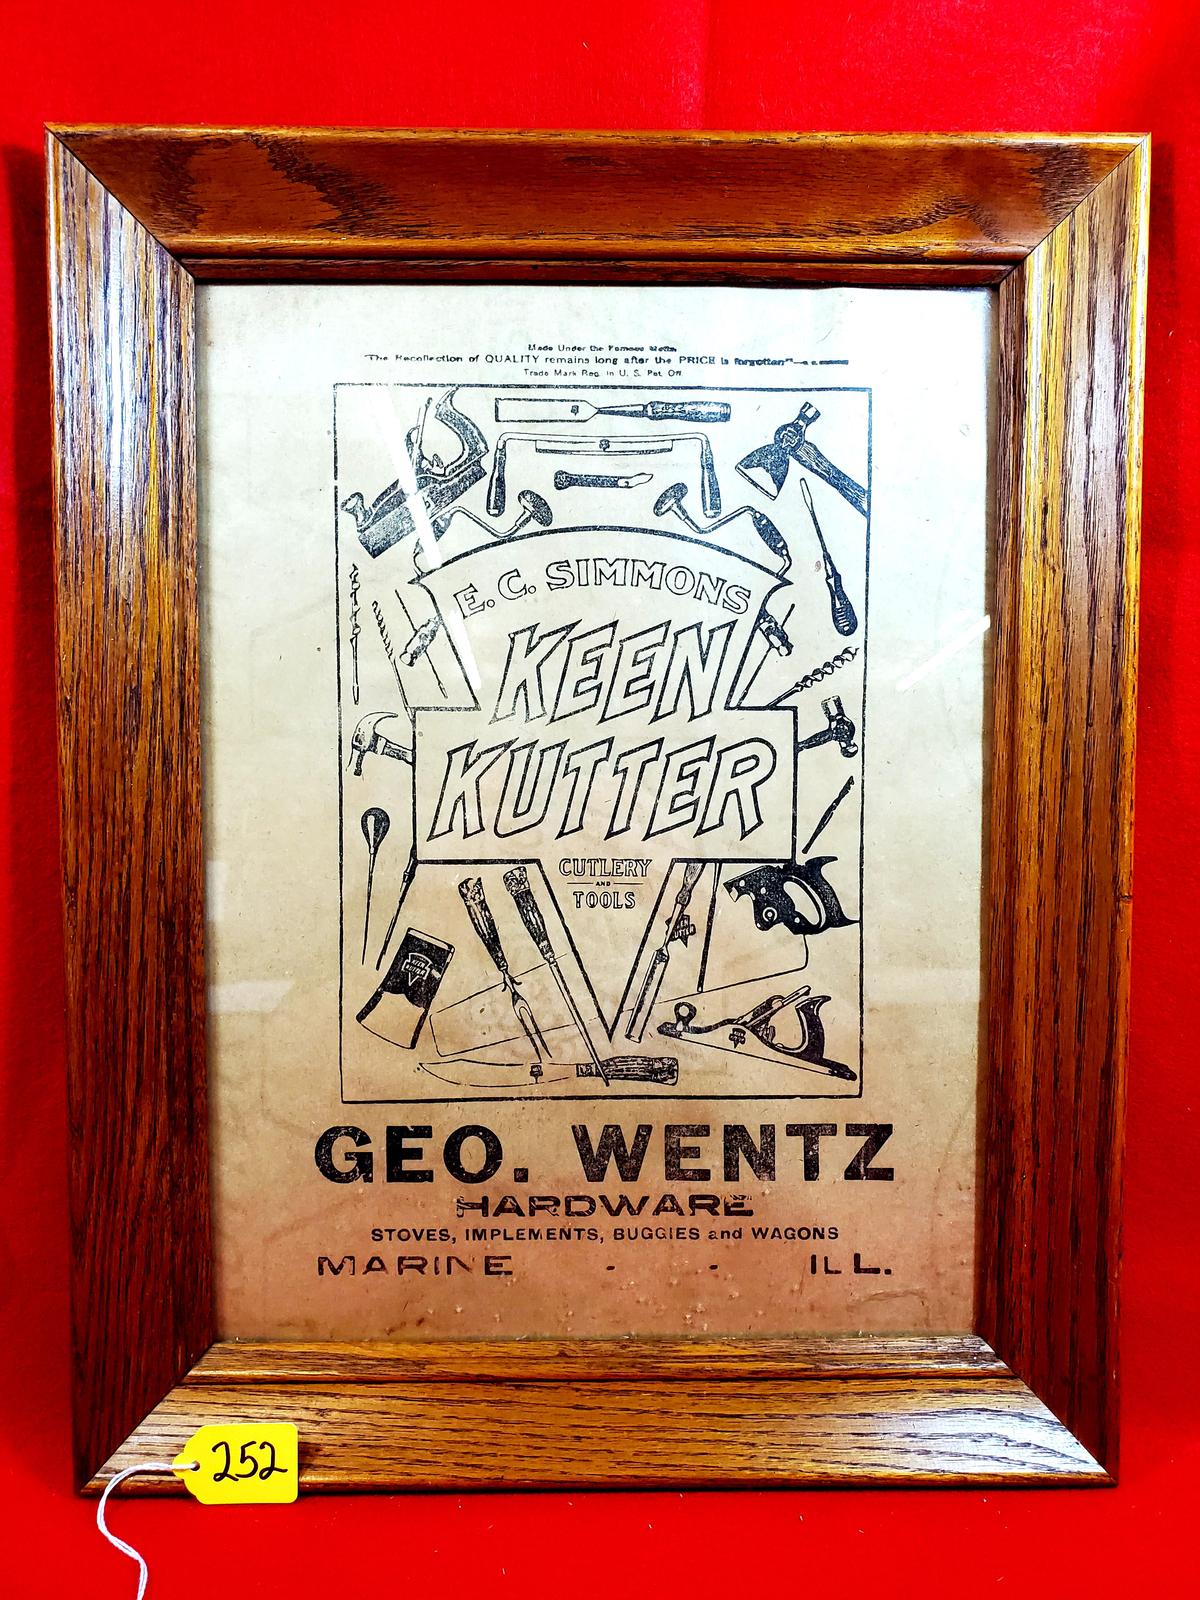 Made Under the Famous Motto
"The Recollection of QUALITY remains long after the PRICE is forgotten"
Trade Mark Reg. in U. S. Pat. Off.
E. C. SIMMONS
KEEN
KUTTER
CUTLERY
AND
TOOLS
KEEN
KUTTER
GEO. WENTZ
HARDWARE
STOVES, IMPLEMENTS, BUGGIES and WAGONS
MARINE - - ILL.
252